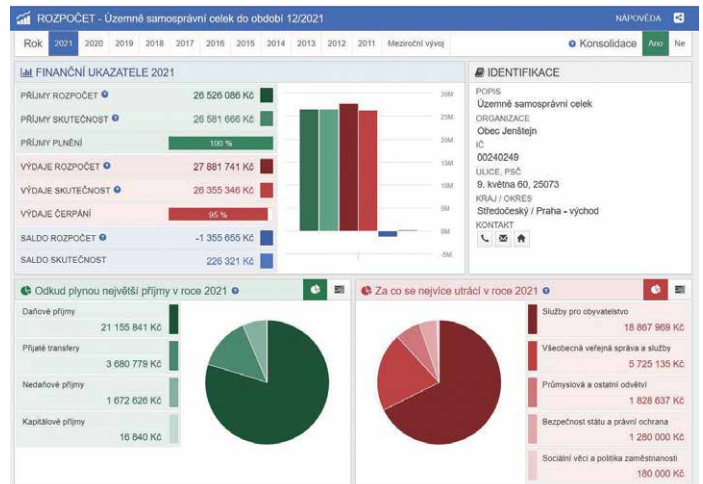 ROZPOČET - Územně samosprávní celek do období 12/2021
NÁPOVĚDA
Rok 2021 2020 2019 2018 2017 2016 2015 2014 2013 2012 2011 Meziroční vývoj
Konsolidace Ano Ne
FINANČNÍ UKAZATELE 2021
PŘÍJMY ROZPOČET 26 526 086 Kč
PŘÍJMY SKUTEČNOST 26 581 666 Kč
PŘÍJMY PLNĚNÍ 100 %
VÝDAJE ROZPOČET 27 881 741 Kč
VÝDAJE SKUTEČNOST 26 355 346 Kč
VÝDAJE ČERPÁNÍ 95 %
SALDO ROZPOČET -1 355 655 Kč
SALDO SKUTEČNOST 226 321 Kč
30M
25M
20M
15M
10M
5M
0M
-5M
IDENTIFIKACE
POPIS
Územně samosprávní celek
ORGANIZACE
Obec Jenštejn
IČ
00240249
ULICE, PSČ
9. května 60, 25073
KRAJ / OKRES
Středočeský / Praha - východ
KONTAKT
Odkud plynou největší příjmy v roce 2021
Daňové příjmy
21 155 841 Kč
Přijaté transfery
3 680 779 Kč
Nedaňové příjmy
1 672 626 Kč
Kapitálové příjmy
16 840 Kč
Za co se nejvíce utrácí v roce 2021
Služby pro obyvatelstvo
18 867 969 Kč
Všeobecná veřejná správa a služby
5 725 135 Kč
Průmyslová a ostatní odvětví
1 828 637 Kč
Bezpečnost státu a právní ochrana
1 280 000 Kč
Sociální věci a politika zaměstnanosti
180 000 Kč